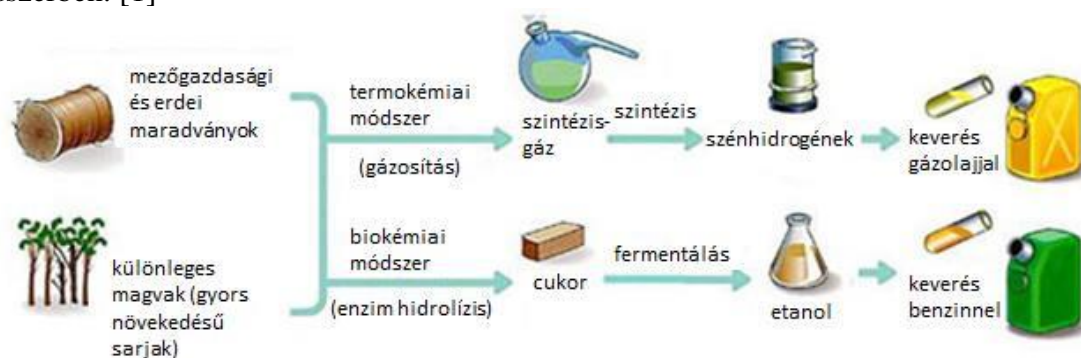 mezőgazdasági
és erdei
maradványok
termokémiai
módszer
(gázosítás)
szintézis-
gáz
szintézis
szénhidrogének
keverés
gázolajjal
különleges
magvak (gyors
növekedésű
sarjak)
biokémiai
módszer
(enzim hidrolízis)
cukor
fermentálás
etanol
keverés
benzinnel